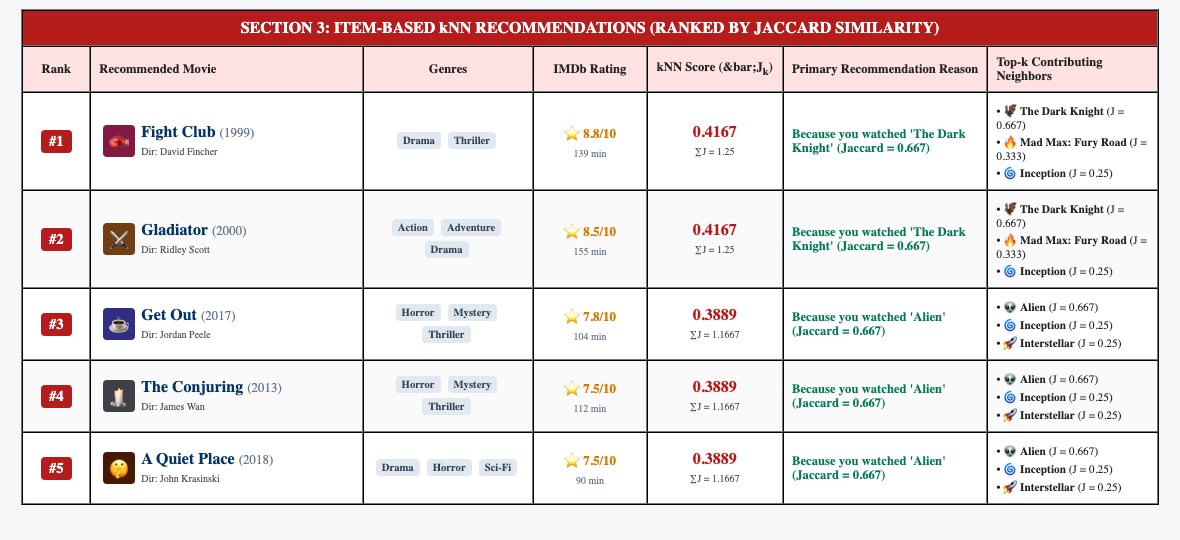 SECTION 3: ITEM-BASED kNN RECOMMENDATIONS (RANKED BY JACCARD SIMILARITY)
Rank
Recommended Movie
Genres
IMDb Rating
kNN Score (&bar;Jk)
Primary Recommendation Reason
Top-k Contributing
Neighbors
#1
Fight Club (1999)
Dir: David Fincher
Drama Thriller
⭐ 8.8/10
139 min
0.4167
∑J = 1.25
Because you watched 'The Dark
Knight' (Jaccard = 0.667)
• 🦇 The Dark Knight (J =
0.667)
• 🔥 Mad Max: Fury Road (J =
0.333)
• 🌀 Inception (J = 0.25)
#2
Gladiator (2000)
Dir: Ridley Scott
Action Adventure
Drama
⭐ 8.5/10
155 min
0.4167
∑J = 1.25
Because you watched 'The Dark
Knight' (Jaccard = 0.667)
• 🦇 The Dark Knight (J =
0.667)
• 🔥 Mad Max: Fury Road (J =
0.333)
• 🌀 Inception (J = 0.25)
#3
Get Out (2017)
Dir: Jordan Peele
Horror Mystery
Thriller
⭐ 7.8/10
104 min
0.3889
∑J = 1.1667
Because you watched 'Alien'
(Jaccard = 0.667)
• 👽 Alien (J = 0.667)
• 🌀 Inception (J = 0.25)
• 🚀 Interstellar (J = 0.25)
#4
The Conjuring (2013)
Dir: James Wan
Horror Mystery
Thriller
⭐ 7.5/10
112 min
0.3889
∑J = 1.1667
Because you watched 'Alien'
(Jaccard = 0.667)
• 👽 Alien (J = 0.667)
• 🌀 Inception (J = 0.25)
• 🚀 Interstellar (J = 0.25)
#5
A Quiet Place (2018)
Dir: John Krasinski
Drama Horror Sci-Fi
⭐ 7.5/10
90 min
0.3889
∑J = 1.1667
Because you watched 'Alien'
(Jaccard = 0.667)
• 👽 Alien (J = 0.667)
• 🌀 Inception (J = 0.25)
• 🚀 Interstellar (J = 0.25)